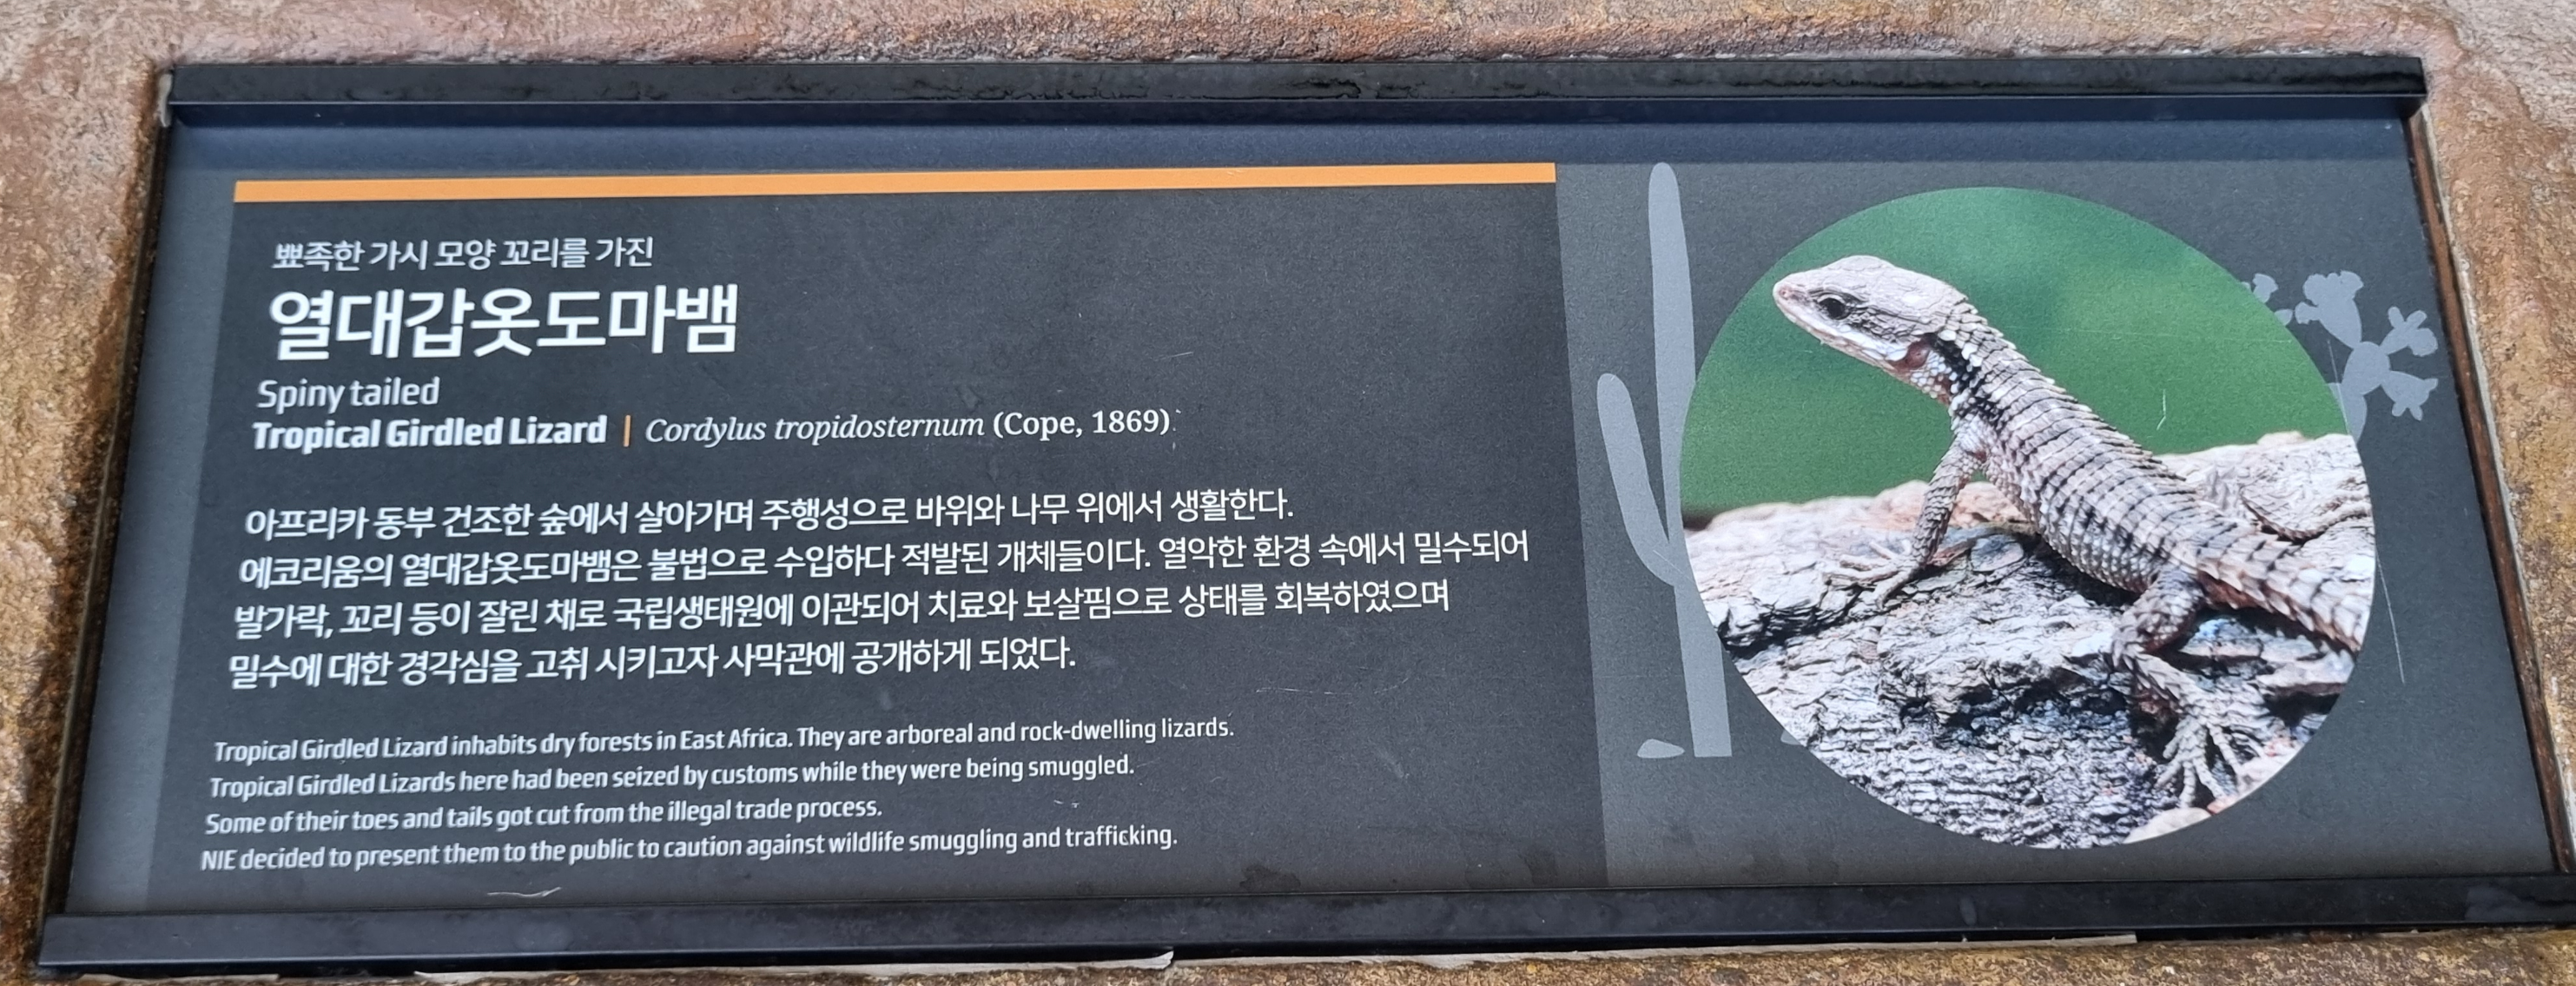 뾰족한 가시 모양 꼬리를 가진
열대갑옷도마뱀
Spiny tailed
Tropical Girdled Lizard | Cordylus tropidosternum (Cope, 1869)
아프리카 동부 건조한 숲에서 살아가며 주행성으로 바위와 나무 위에서 생활한다.
에코리움의 열대갑옷도마뱀은 불법으로 수입하다 적발된 개체들이다. 열악한 환경 속에서 밀수되어
발가락, 꼬리 등이 잘린 채로 국립생태원에 이관되어 치료와 보살핌으로 상태를 회복하였으며
밀수에 대한 경각심을 고취 시키고자 사막관에 공개하게 되었다.
Tropical Girdled Lizard inhabits dry forests in East Africa. They are arboreal and rock-dwelling lizards.
Tropical Girdled Lizards here had been seized by customs while they were being smuggled.
Some of their toes and tails got cut from the illegal trade process.
NIE decided to present them to the public to caution against wildlife smuggling and trafficking.